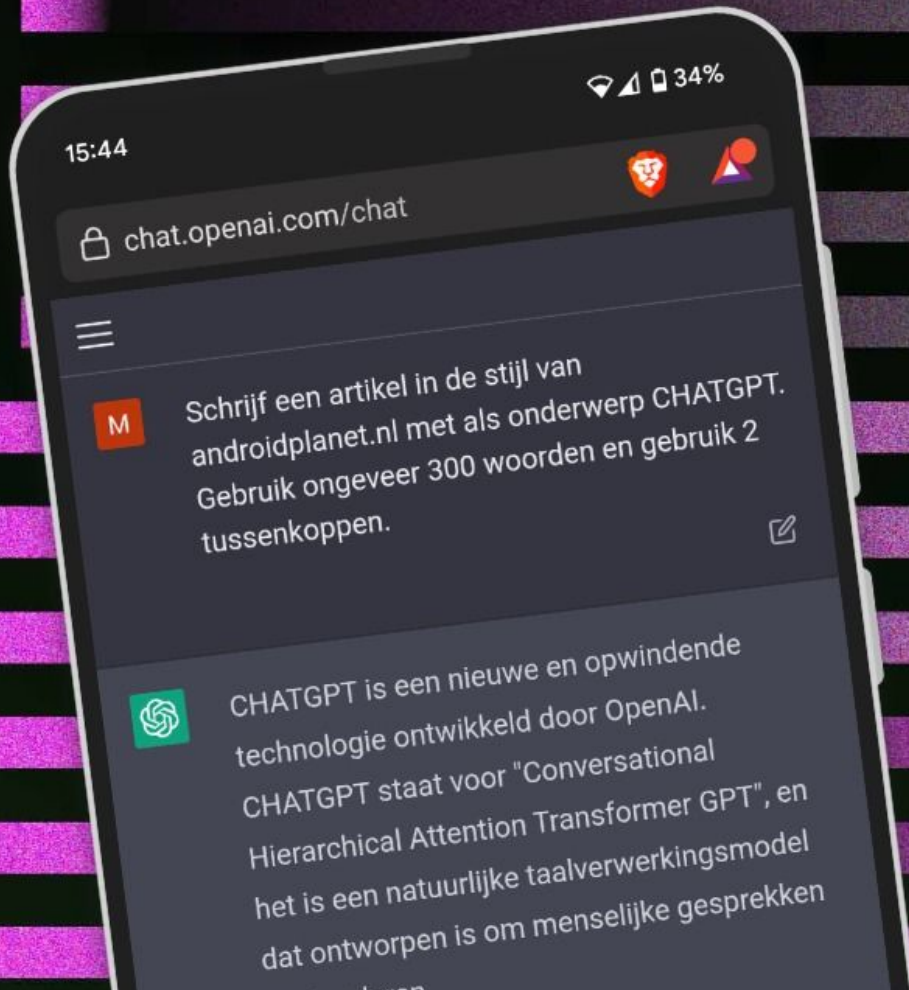 15:44
34%
chat.openai.com/chat
M
Schrijf een artikel in de stijl van
androidplanet.nl met als onderwerp CHATGPT.
Gebruik ongeveer 300 woorden en gebruik 2
tussenkoppen.
CHATGPT is een nieuwe en opwindende
technologie ontwikkeld door OpenAI.
CHATGPT staat voor "Conversational
Hierarchical Attention Transformer GPT", en
het is een natuurlijke taalverwerkingsmodel
dat ontworpen is om menselijke gesprekken